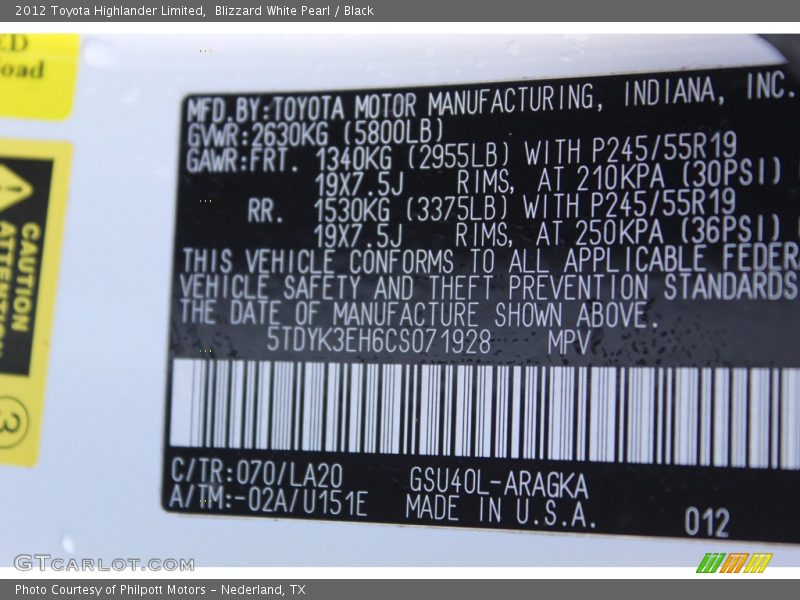 2012 Toyota Highlander Limited,  Blizzard White Pearl / Black
ED
oad
CAUTION
ATTENTION
3
MFD.BY:TOYOTA MOTOR MANUFACTURING, INDIANA, INC.
GVWR:2630KG (5800LB)
GAWR:FRT. 1340KG (2955LB) WITH P245/55R19
19X7.5J RIMS, AT 210KPA (30PSI)
RR. 1530KG (3375LB) WITH P245/55R19
19X7.5J RIMS, AT 250KPA (36PSI)
THIS VEHICLE CONFORMS TO ALL APPLICABLE FEDER
VEHICLE SAFETY AND THEFT PREVENTION STANDARDS
THE DATE OF MANUFACTURE SHOWN ABOVE.
5TDYK3EH6CS071928 MPV
C/TR:070/LA20 GSU40L-ARAGKA
A/TM:-02A/U151E MADE IN U.S.A. 012
GTCARLOT.COM
Photo Courtesy of Philpott Motors - Nederland, TX